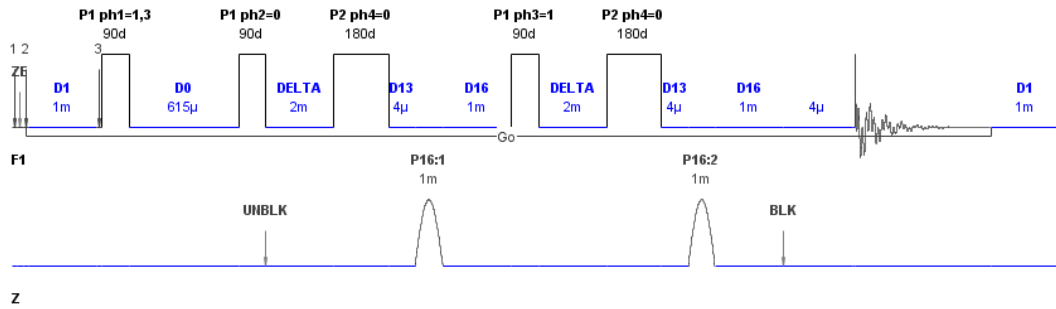 P1 ph1=1,3 P1 ph2=0 P2 ph4=0 P1 ph3=1 P2 ph4=0
90d 90d 180d 90d 180d
1 2 3
ZE
D1 D0 DELTA D13 D16 DELTA D13 D16 D1
1m 615µ 2m 4µ 1m 2m 4µ 1m 4µ 1m
Go
F1 P16:1 P16:2
1m 1m
UNBLK BLK
Z